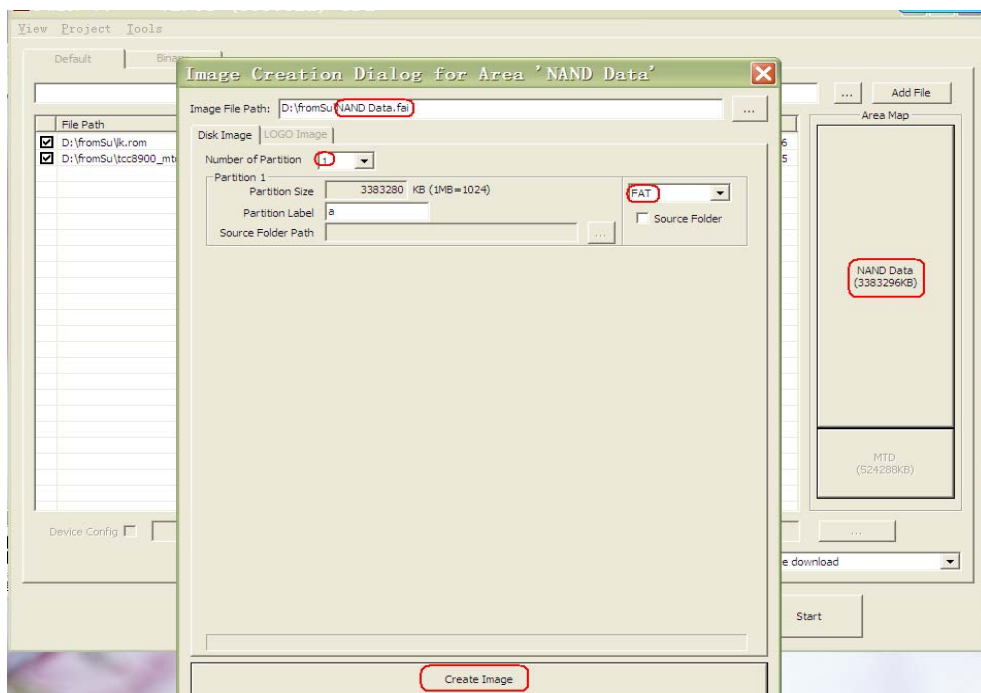 View Project Tools
Default
Image Creation Dialog for Area 'NAND Data'
... Add File
Image File Path: D:\fromSu\NAND Data.fai ...
Area Map
File Path
Disk Image LOGO Image
D:\fromSu\lk.rom 6
D:\fromSu\tcc8900_mtd 5
Number of Partition 1
Partition 1
Partition Size 3383280 KB (1MB=1024) FAT
Partition Label a Source Folder
Source Folder Path ...
NAND Data
(3383296KB)
MTD
(524288KB)
Device Config ...
e download
Start
Create Image